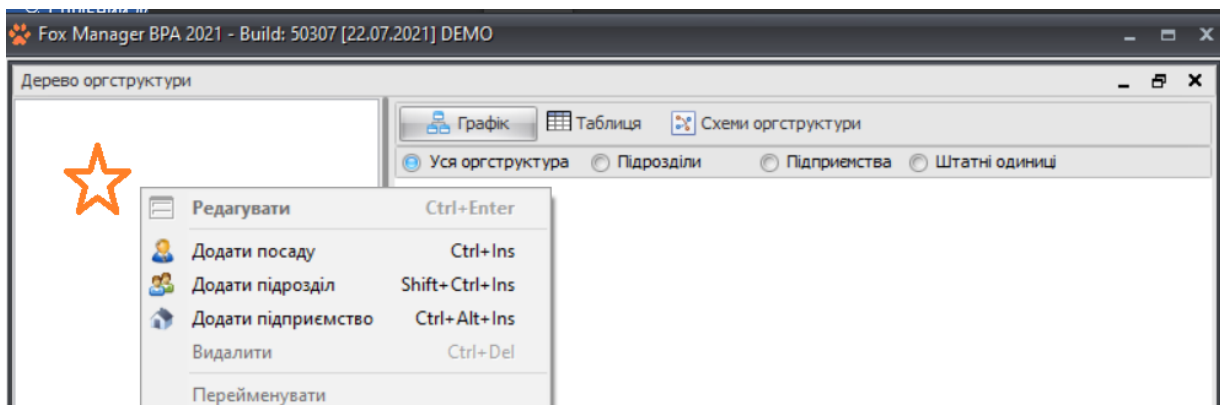 Fox Manager BPA 2021 - Build: 50307 [22.07.2021] DEMO
Дерево оргструктури
Графік Таблиця Схеми оргструктури
Уся оргструктура Підрозділи Підприємства Штатні одиниці
Редагувати Ctrl+Enter
Додати посаду Ctrl+Ins
Додати підрозділ Shift+Ctrl+Ins
Додати підприємство Ctrl+Alt+Ins
Видалити Ctrl+Del
Перейменувати